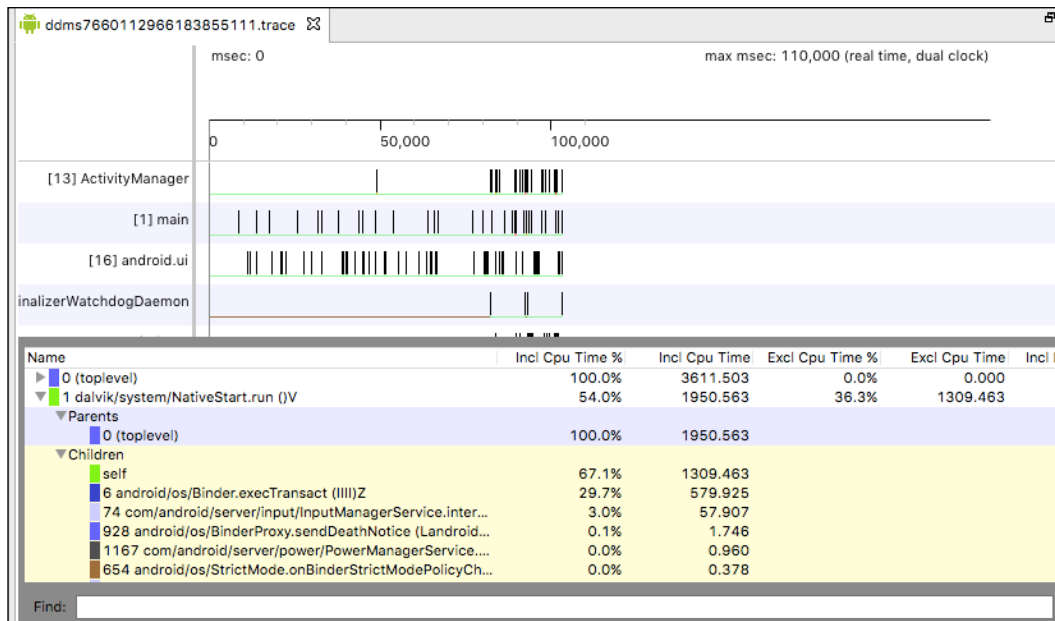 ddms7660112966183855111.trace
msec: 0 max msec: 110,000 (real time, dual clock)
0 50,000 100,000
[13] ActivityManager
[1] main
[16] android.ui
inalizerWatchdogDaemon
Name Incl Cpu Time % Incl Cpu Time Excl Cpu Time % Excl Cpu Time Incl
0 (toplevel) 100.0% 3611.503 0.0% 0.000
1 dalvik/system/NativeStart.run ()V 54.0% 1950.563 36.3% 1309.463
Parents
0 (toplevel) 100.0% 1950.563
Children
self 67.1% 1309.463
6 android/os/Binder.execTransact (IIII)Z 29.7% 579.925
74 com/android/server/input/InputManagerService.inter... 3.0% 57.907
928 android/os/BinderProxy.sendDeathNotice (Landroid... 0.1% 1.746
1167 com/android/server/power/PowerManagerService.... 0.0% 0.960
654 android/os/StrictMode.onBinderStrictModePolicyCh... 0.0% 0.378
Find: